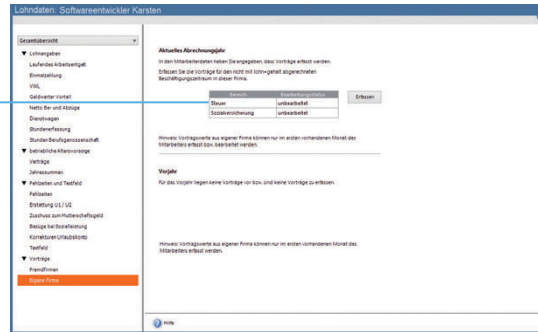 Lohndaten: Softwareentwickler Karsten
Gesamtübersicht
Lohnangaben
Laufendes Arbeitsentgelt
Einmalzahlung
VWL
Geldwerter Vorteil
Netto Be- und Abzüge
Dienstwagen
Stundenerfassung
Stunden Berufsgenossenschaft
betriebliche Altersvorsorge
Verträge
Jahressummen
Fehlzeiten und Textfeld
Fehlzeiten
Erstattung U1 / U2
Zuschuss zum Mutterschaftsgeld
Bezüge bei Sozialleistung
Korrekturen Urlaubskonto
Textfeld
Vorträge
Fremdfirmen
Eigene Firma
Aktuelles Abrechnungsjahr
In den Mitarbeiterdaten haben Sie angegeben, dass Vorträge erfasst werden.
Erfassen Sie die Vorträge für den nicht mit lohn+gehalt abgerechneten
Beschäftigungszeitraum in dieser Firma.
Bereich Bearbeitungsstatus
Steuer unbearbeitet
Sozialversicherung unbearbeitet
Erfassen
Hinweis: Vortragswerte aus eigener Firma können nur im ersten vorhandenen Monat des
Mitarbeiters erfasst bzw. bearbeitet werden.
Vorjahr
Für das Vorjahr liegen keine Vorträge vor bzw. sind keine Vorträge zu erfassen.
Hinweis: Vortragswerte aus eigener Firma können nur im ersten vorhandenen Monat des
Mitarbeiters erfasst werden.
Hilfe